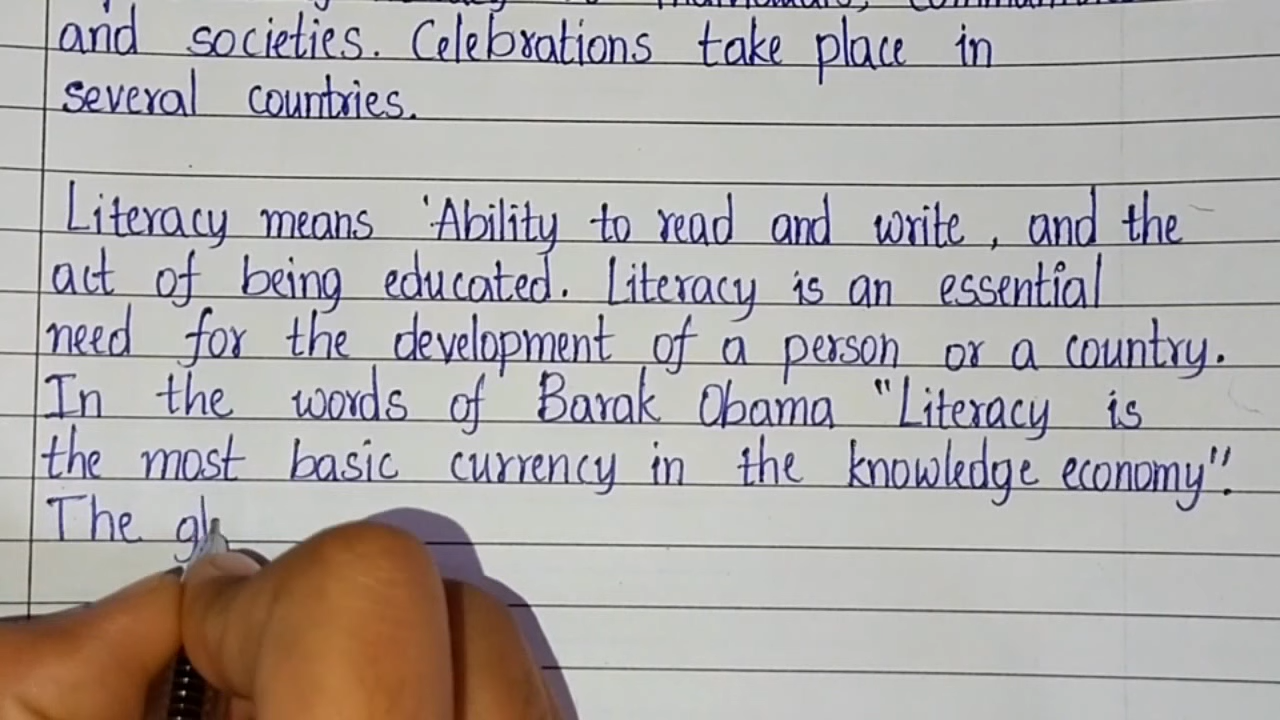 and societies. Celebrations take place in
several countries.
Literacy means 'Ability to read and write, and the
act of being educated. Literacy is an essential
need for the development of a person or a country.
In the words of Barak Obama "Literacy is
the most basic currency in the knowledge economy".
The